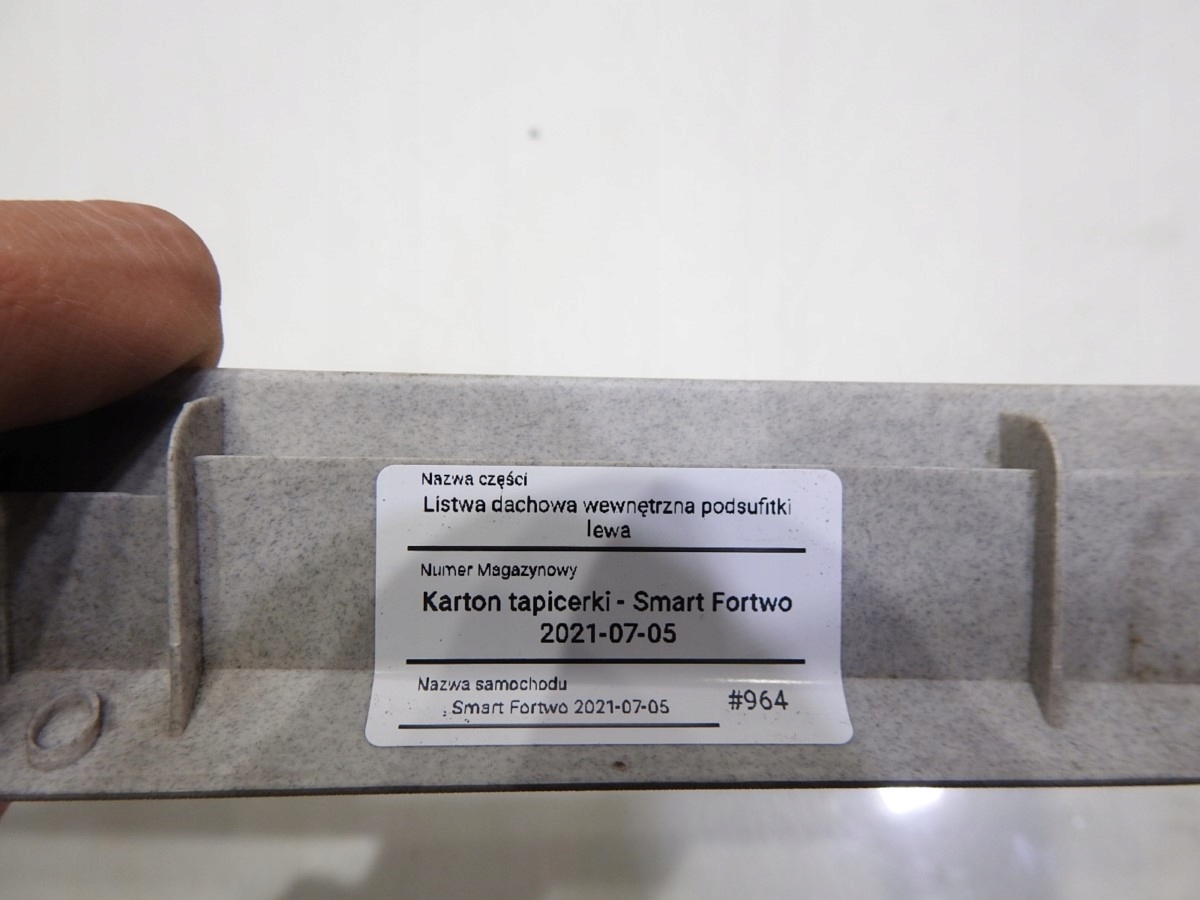 Nazwa części
Listwa dachowa wewnętrzna podsufitki
lewa
Numer Magazynowy
Karton tapicerki - Smart Fortwo
2021-07-05
Nazwa samochodu
Smart Fortwo 2021-07-05
#964